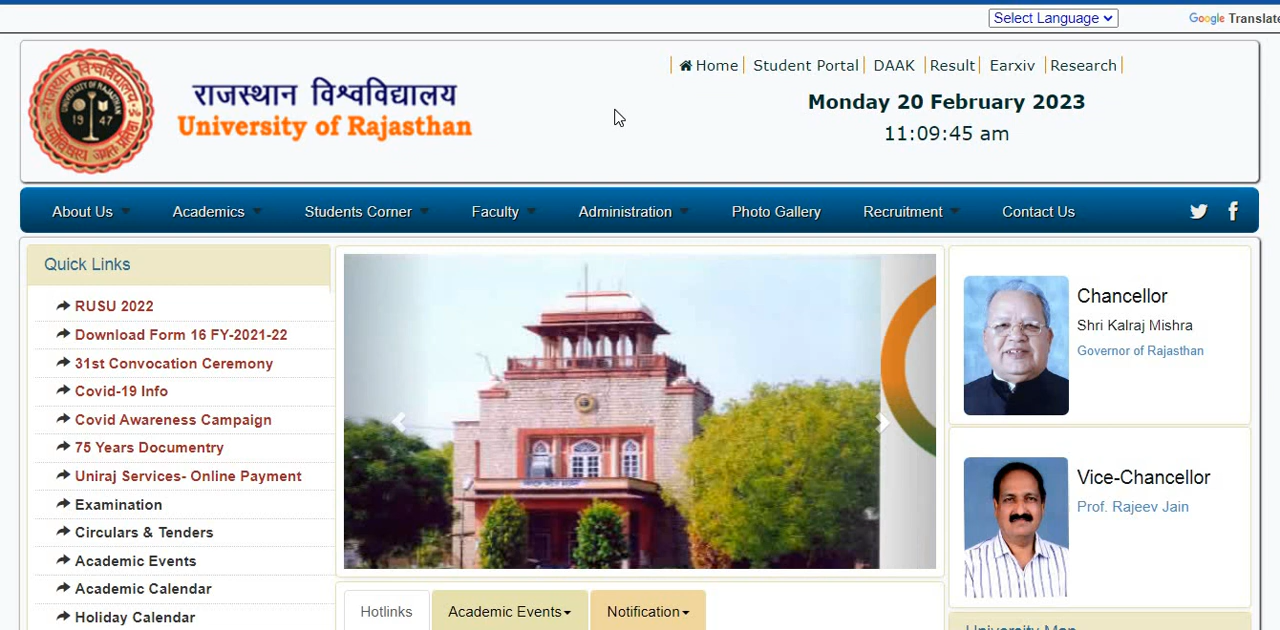 Select Language
Google Translate
राजस्थान विश्वविद्यालय
University of Rajasthan
1947
Home Student Portal DAAK Result Earxiv Research
Monday 20 February 2023
11:09:45 am
About Us Academics Students Corner Faculty Administration Photo Gallery Recruitment Contact Us
Quick Links
RUSU 2022
Download Form 16 FY-2021-22
31st Convocation Ceremony
Covid-19 Info
Covid Awareness Campaign
75 Years Documentry
Uniraj Services- Online Payment
Examination
Circulars & Tenders
Academic Events
Academic Calendar
Holiday Calendar
Hotlinks Academic Events Notification
Chancellor
Shri Kalraj Mishra
Governor of Rajasthan
Vice-Chancellor
Prof. Rajeev Jain
University Map